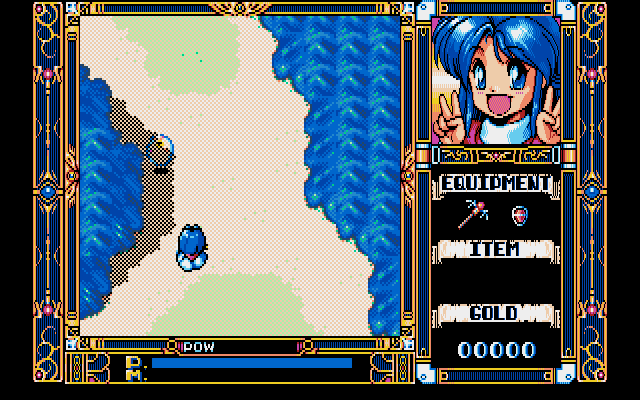 EQUIPMENT
ITEM
GOLD
00000
POW
P.
M.